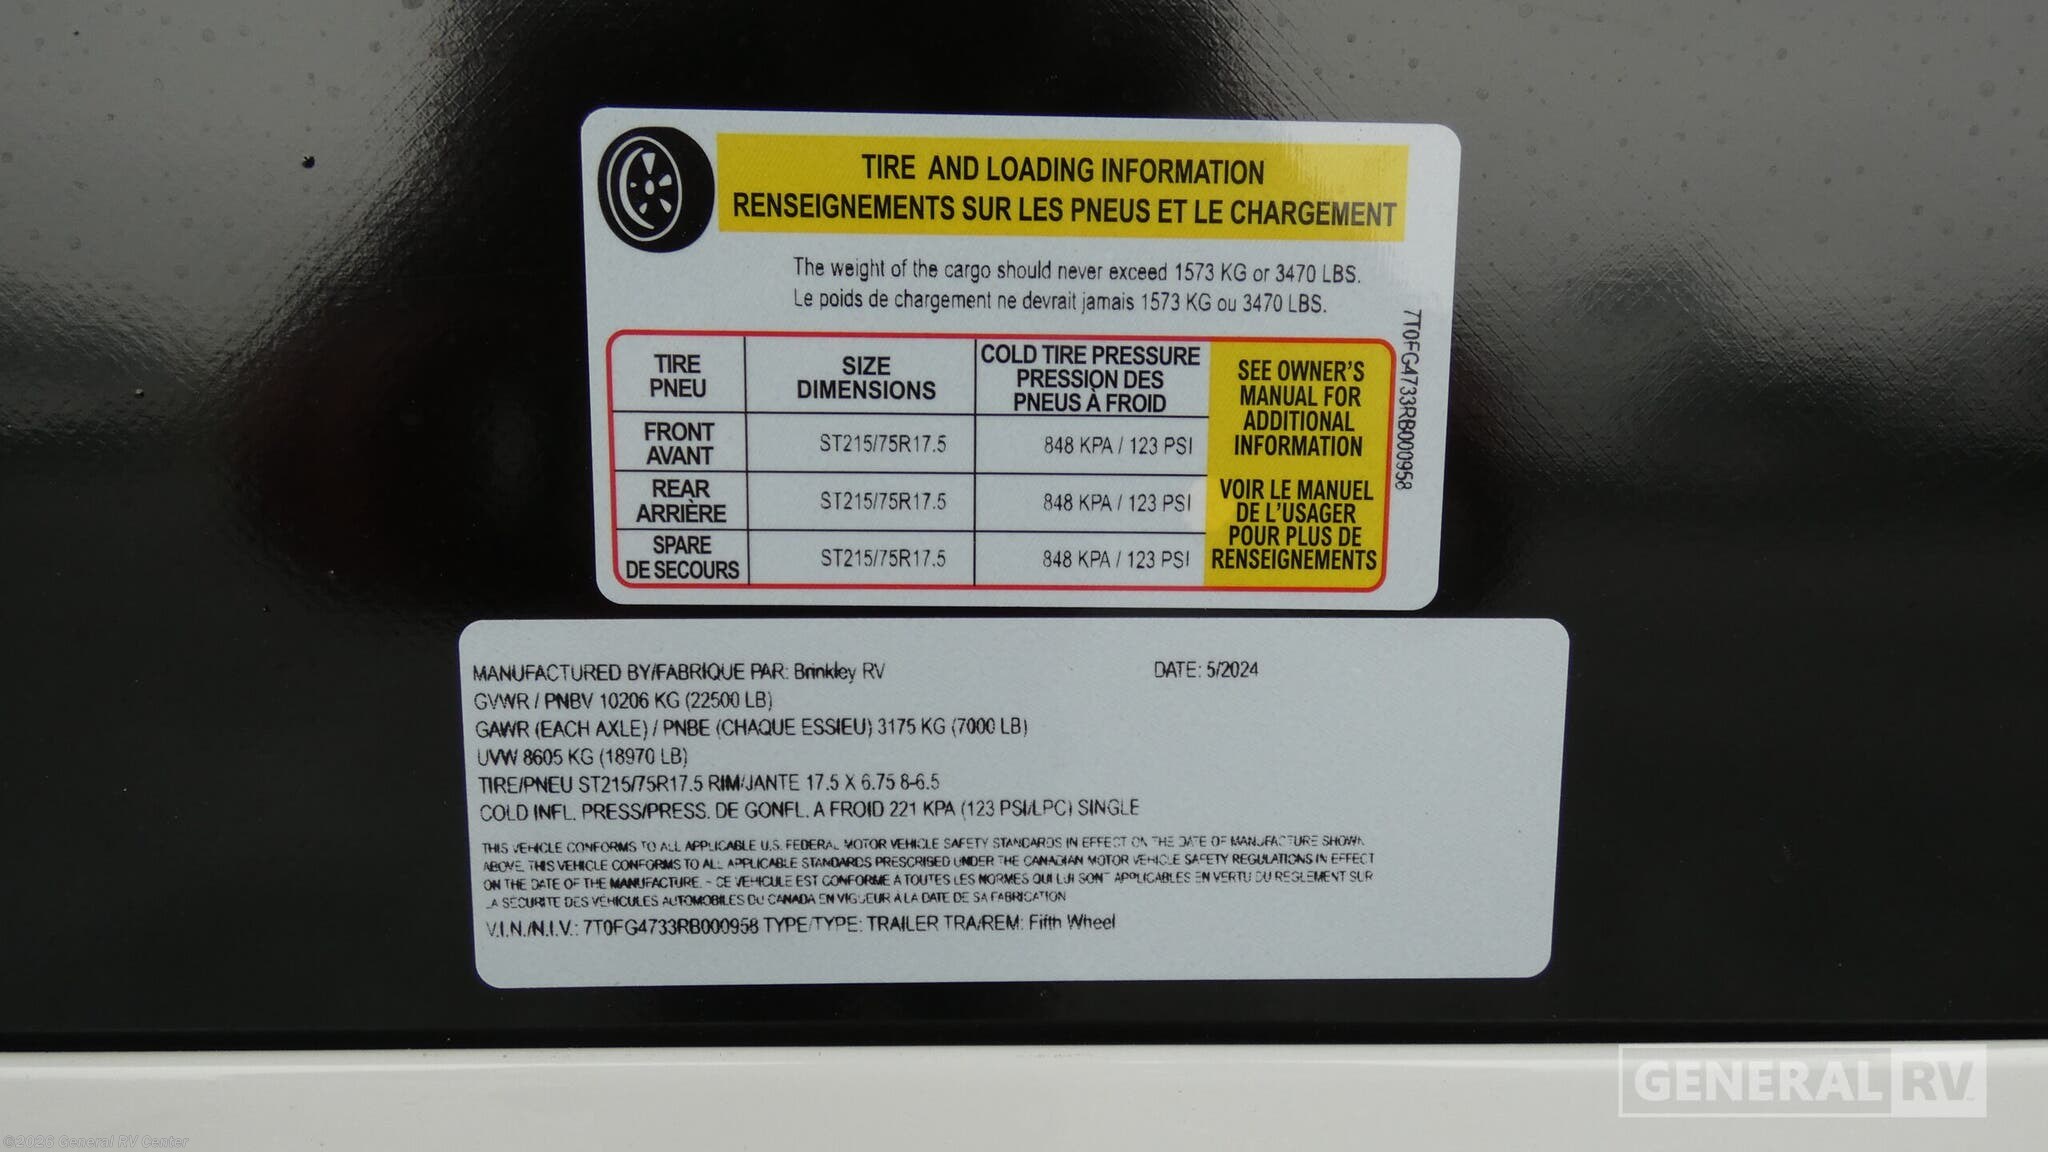 TIRE AND LOADING INFORMATION
RENSEIGNEMENTS SUR LES PNEUS ET LE CHARGEMENT
The weight of the cargo should never exceed 1573 KG or 3470 LBS.
Le poids de chargement ne devrait jamais 1573 KG ou 3470 LBS.
TIRE
PNEU
SIZE
DIMENSIONS
COLD TIRE PRESSURE
PRESSION DES
PNEUS À FROID
FRONT
AVANT
ST215/75R17.5
848 KPA / 123 PSI
REAR
ARRIÈRE
ST215/75R17.5
848 KPA / 123 PSI
SPARE
DE SECOURS
ST215/75R17.5
848 KPA / 123 PSI
SEE OWNER'S
MANUAL FOR
ADDITIONAL
INFORMATION
VOIR LE MANUEL
DE L'USAGER
POUR PLUS DE
RENSEIGNEMENTS
7T0FG4733RB000958
MANUFACTURED BY/FABRIQUE PAR: Brinkley RV DATE: 5/2024
GVWR / PNBV 10206 KG (22500 LB)
GAWR (EACH AXLE) / PNBE (CHAQUE ESSIEU) 3175 KG (7000 LB)
UVW 8605 KG (18970 LB)
TIRE/PNEU ST215/75R17.5 RIM/JANTE 17.5 X 6.75 8-6.5
COLD INFL. PRESS/PRESS. DE GONFL. A FROID 221 KPA (123 PSI/LPC) SINGLE
THIS VEHICLE CONFORMS TO ALL APPLICABLE U.S. FEDERAL MOTOR VEHICLE SAFETY STANDARDS IN EFFECT ON THE DATE OF MANUFACTURE SHOWN
ABOVE. THIS VEHICLE CONFORMS TO ALL APPLICABLE STANDARDS PRESCRIBED UNDER THE CANADIAN MOTOR VEHICLE SAFETY REGULATIONS IN EFFECT
ON THE DATE OF THE MANUFACTURE. - CE VEHICULE EST CONFORME A TOUTES LES NORMES QUI LUI SONT APPLICABLES EN VERTU DU REGLEMENT SUR
LA SECURITE DES VEHICULES AUTOMOBILES DU CANADA EN VIGUEUR A LA DATE DE SA FABRICATION
V.I.N./N.I.V.: 7T0FG4733RB000958 TYPE/TYPE: TRAILER TRA/REM: Fifth Wheel
GENERAL RV
©2026 General RV Center